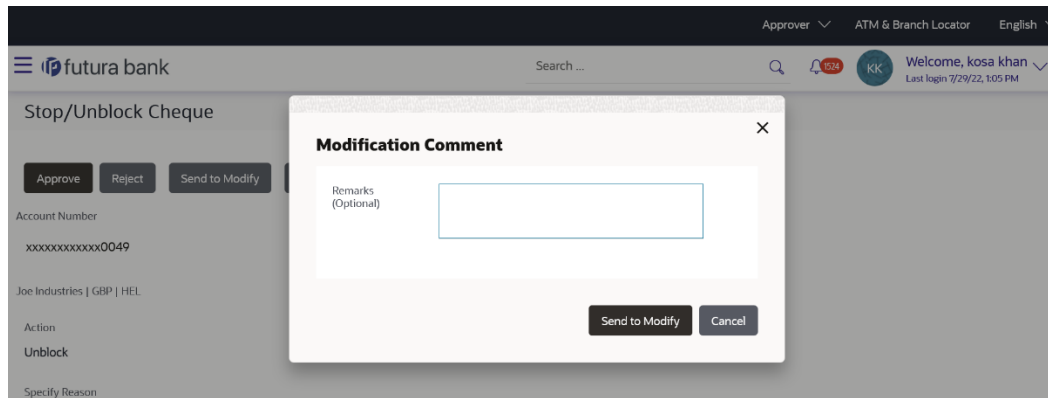 Approver ATM & Branch Locator English
futura bank Search ... 1524 KK Welcome, kosa khan
Last login 7/29/22, 1:05 PM
Stop/Unblock Cheque
Modification Comment
Approve Reject Send to Modify
Remarks
(Optional)
Account Number
xxxxxxxxxxxx0049
Joe Industries | GBP | HEL
Send to Modify Cancel
Action
Unblock
Specify Reason